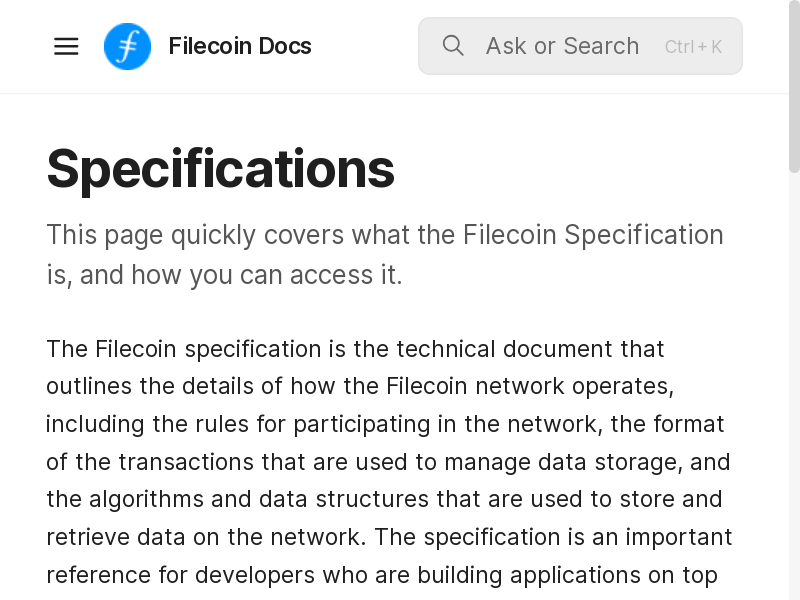 Filecoin Docs
Ask or Search Ctrl + K
Specifications
This page quickly covers what the Filecoin Specification
is, and how you can access it.
The Filecoin specification is the technical document that
outlines the details of how the Filecoin network operates,
including the rules for participating in the network, the format
of the transactions that are used to manage data storage, and
the algorithms and data structures that are used to store and
retrieve data on the network. The specification is an important
reference for developers who are building applications on top